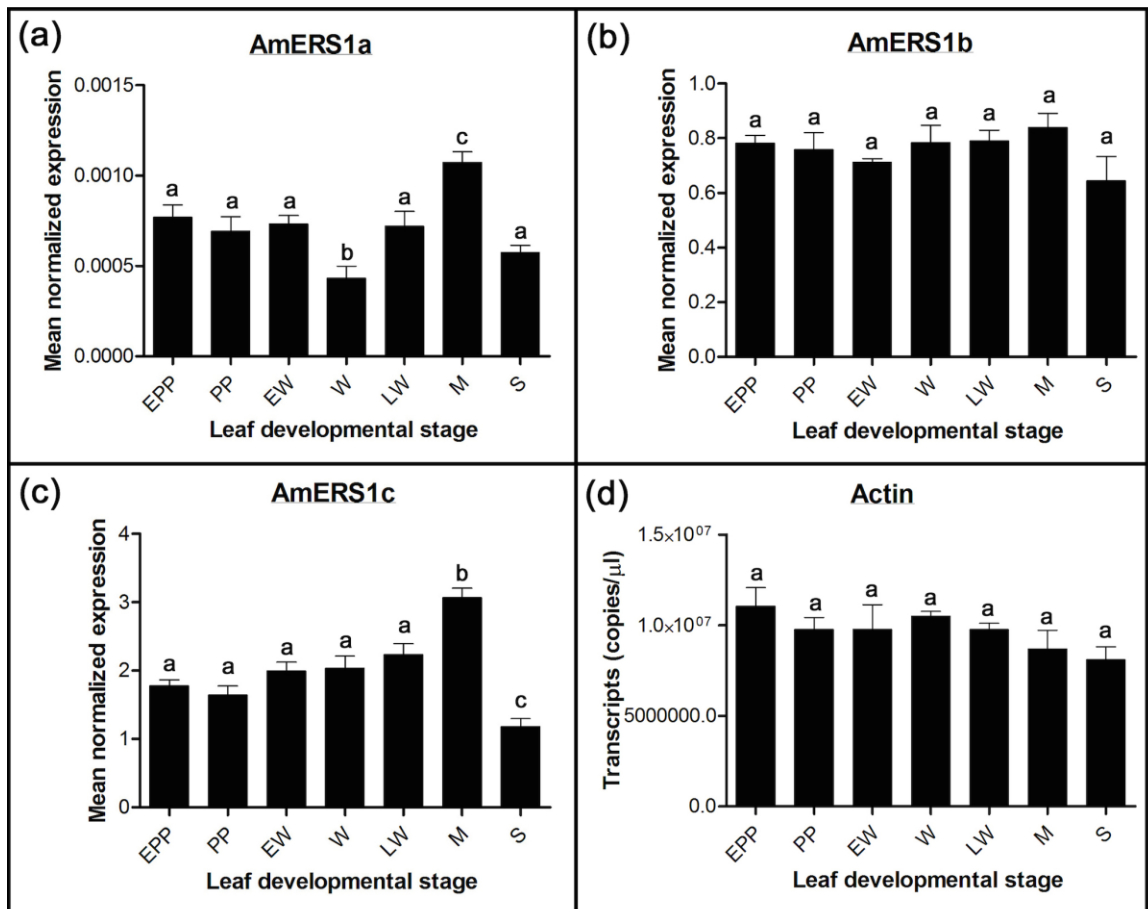 (a)
AmERS1a
Mean normalized expression
0.0015
0.0010
0.0005
0.0000
a a a b a c a
EPP PP EW W LW M S
Leaf developmental stage
(b)
AmERS1b
Mean normalized expression
1.0
0.8
0.6
0.4
0.2
0.0
a a a a a a a
EPP PP EW W LW M S
Leaf developmental stage
(c)
AmERS1c
Mean normalized expression
4
3
2
1
0
a a a a a b c
EPP PP EW W LW M S
Leaf developmental stage
(d)
Actin
Transcripts (copies/μl)
1.5×10⁰⁷
1.0×10⁰⁷
5000000.0
0.0
a a a a a a a
EPP PP EW W LW M S
Leaf developmental stage